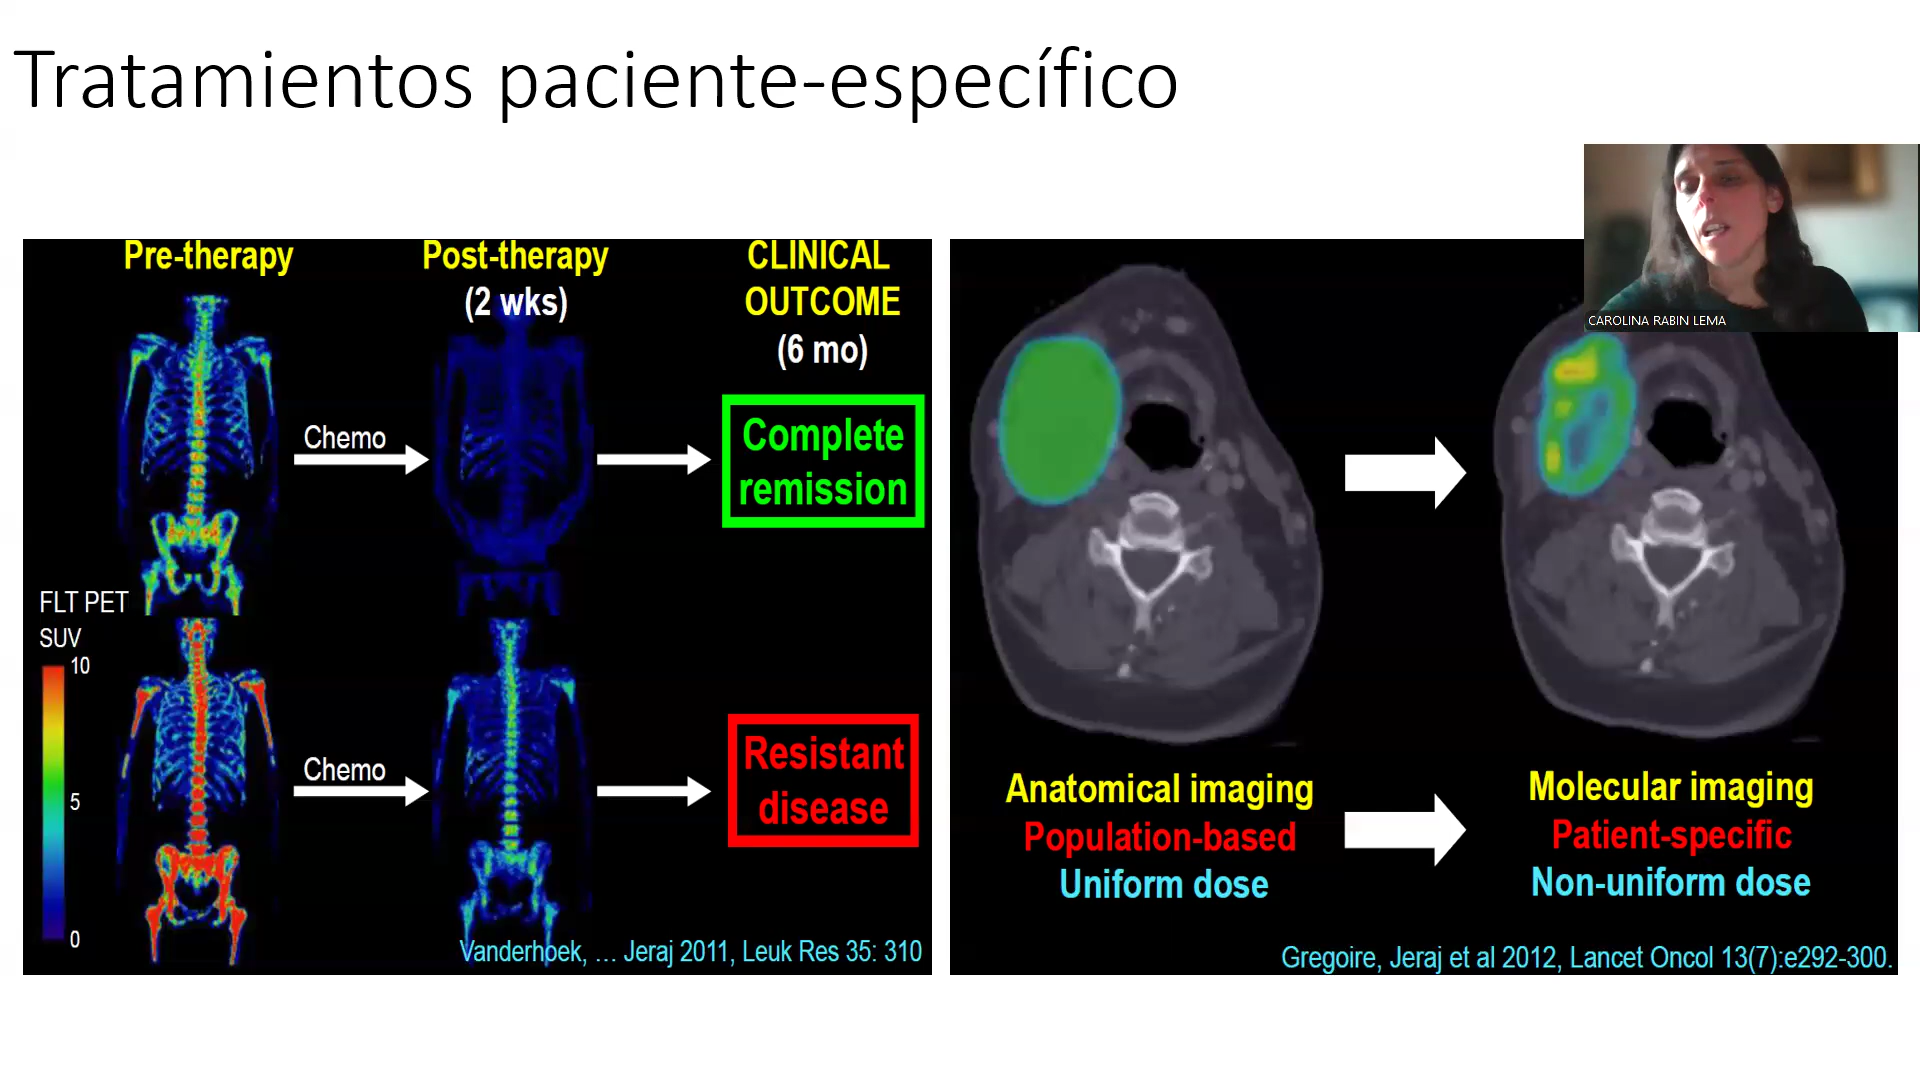 Tratamientos paciente-específico
CAROLINA RABIN LEMA
Pre-therapy
Post-therapy
(2 wks)
CLINICAL
OUTCOME
(6 mo)
Chemo
Complete
remission
FLT PET
SUV
10
5
0
Chemo
Resistant
disease
Vanderhoek, ... Jeraj 2011, Leuk Res 35: 310
Anatomical imaging
Population-based
Uniform dose
Molecular imaging
Patient-specific
Non-uniform dose
Gregoire, Jeraj et al 2012, Lancet Oncol 13(7):e292-300.